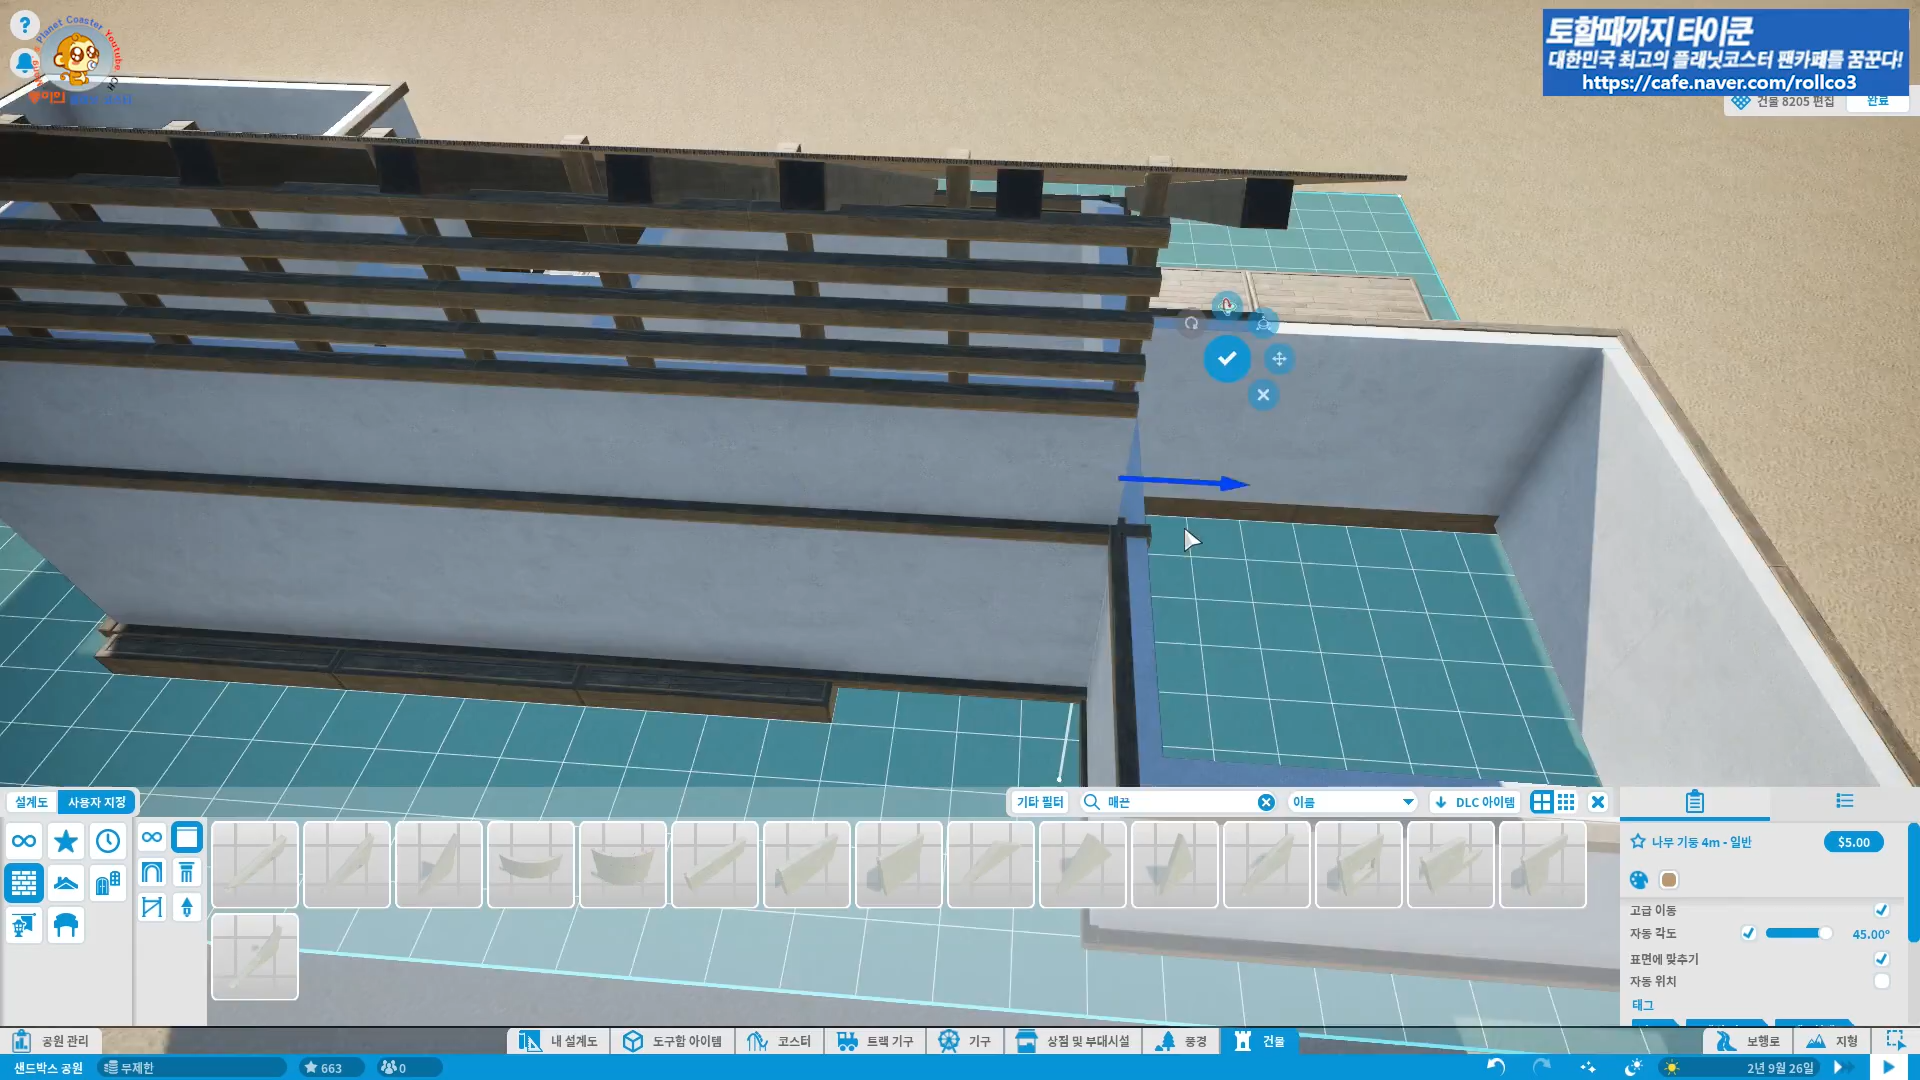 Planet Coaster Youtube
토할때까지 타이쿤
대한민국 최고의 플래닛코스터 팬카페를 꿈꾼다!
https://cafe.naver.com/rollco3
건물 8205 편집
완료
설계도
사용자 지정
기타 필터
매끈
이름
DLC 아이템
나무 기둥 4m - 일반
$5.00
고급 이동
자동 각도
45.00°
표면에 맞추기
자동 위치
태그
공원 관리
내 설계도
도구함 아이템
코스터
트랙 기구
기구
상점 및 부대시설
풍경
건물
보행로
지형
샌드박스 공원
무제한
663
0
2년 9월 26일